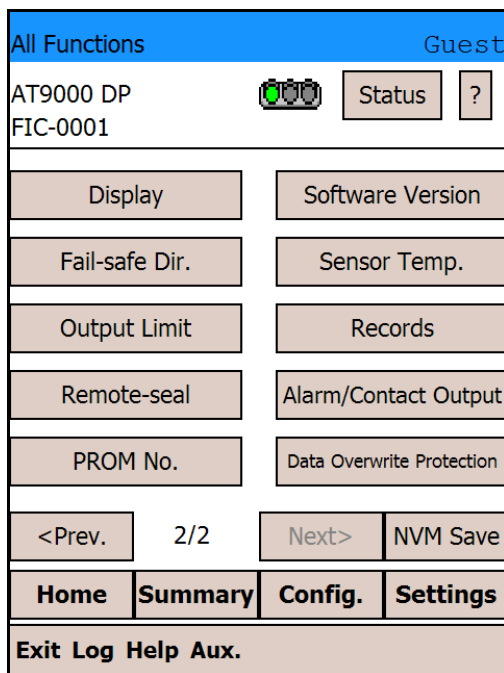 All Functions Guest
AT9000 DP Status ?
FIC-0001
Display Software Version
Fail-safe Dir. Sensor Temp.
Output Limit Records
Remote-seal Alarm/Contact Output
PROM No. Data Overwrite Protection
<Prev. 2/2 Next> NVM Save
Home Summary Config. Settings
Exit Log Help Aux.